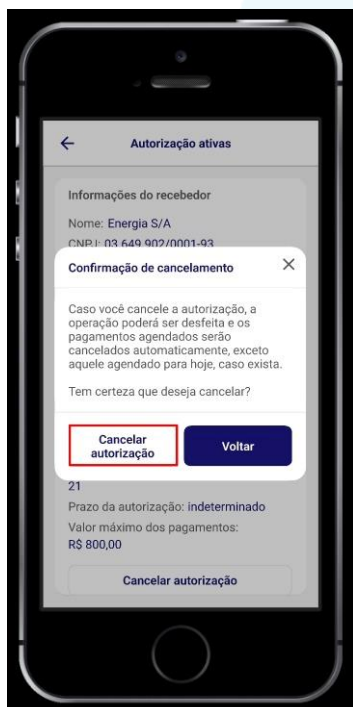 Autorização ativas
Informações do recebedor
Nome: Energia S/A
CNPJ: 03.649.902/0001-93
Confirmação de cancelamento
Caso você cancele a autorização, a
operação poderá ser desfeita e os
pagamentos agendados serão
cancelados automaticamente, exceto
aquele agendado para hoje, caso exista.
Tem certeza que deseja cancelar?
Cancelar
autorização
Voltar
21
Prazo da autorização: indeterminado
Valor máximo dos pagamentos:
R$ 800,00
Cancelar autorização